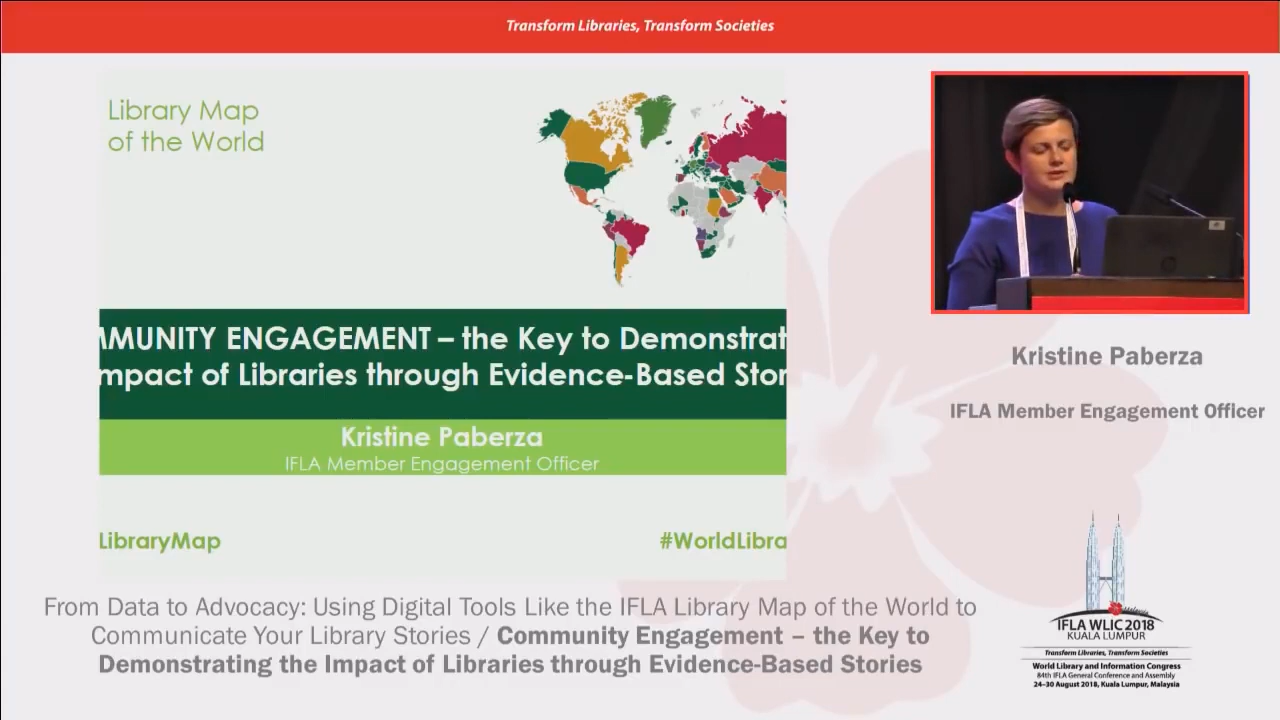 Transform Libraries, Transform Societies
Library Map
of the World
MMUNITY ENGAGEMENT – the Key to Demonstrat
mpact of Libraries through Evidence-Based Stor
Kristine Paberza
IFLA Member Engagement Officer
LibraryMap
#WorldLibra
Kristine Paberza
IFLA Member Engagement Officer
From Data to Advocacy: Using Digital Tools Like the IFLA Library Map of the World to
Communicate Your Library Stories / Community Engagement – the Key to
Demonstrating the Impact of Libraries through Evidence-Based Stories
Malaysia
IFLA WLIC 2018
KUALA LUMPUR
Transform Libraries, Transform Societies
World Library and Information Congress
84th IFLA General Conference and Assembly
24–30 August 2018, Kuala Lumpur, Malaysia